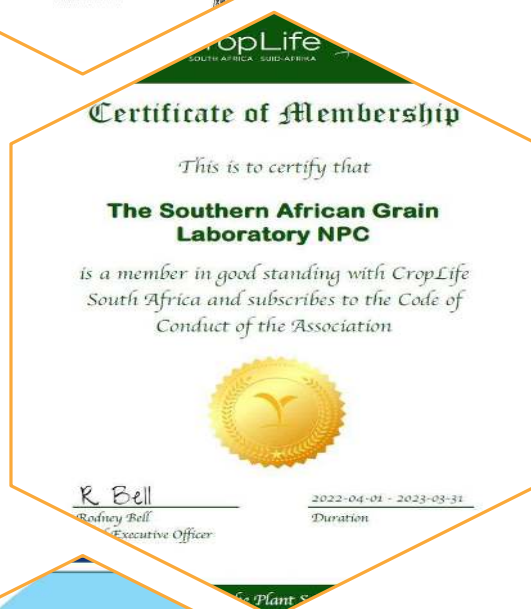 ropLife
SOUTH AFRICA SUID-AFRIKA
Certificate of Membership
This is to certify that
The Southern African Grain
Laboratory NPC
is a member in good standing with CropLife
South Africa and subscribes to the Code of
Conduct of the Association
R Bell
2022-04-01 - 2023-03-31
Rodney Bell
Duration
Executive Officer
Plant